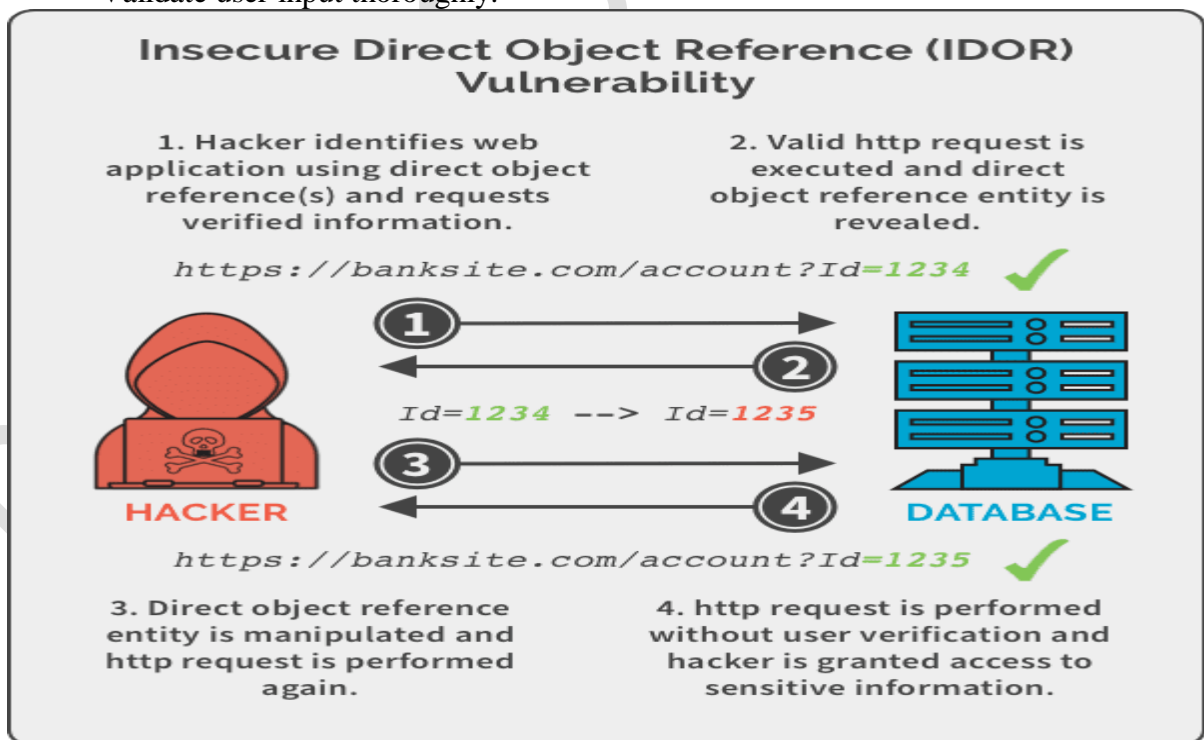 Validate user input thoroughly.
Insecure Direct Object Reference (IDOR)
Vulnerability
1. Hacker identifies web
application using direct object
reference(s) and requests
verified information.
2. Valid http request is
executed and direct
object reference entity is
revealed.
https://banksite.com/account?Id=1234
1
2
Id=1234 --> Id=1235
3
4
HACKER
DATABASE
https://banksite.com/account?Id=1235
3. Direct object reference
entity is manipulated and
http request is performed
again.
4. http request is performed
without user verification and
hacker is granted access to
sensitive information.